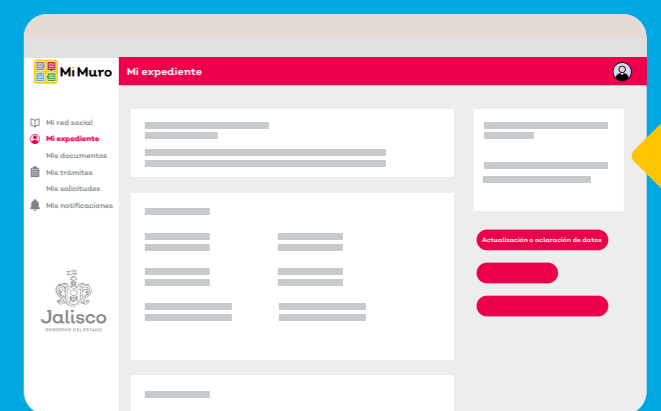 Mi Muro
Mi expediente
Mi red social
Mi expediente
Mis documentos
Mis trámites
Mis solicitudes
Mis notificaciones
Actualización o aclaración de datos
Jalisco
GOBIERNO DEL ESTADO